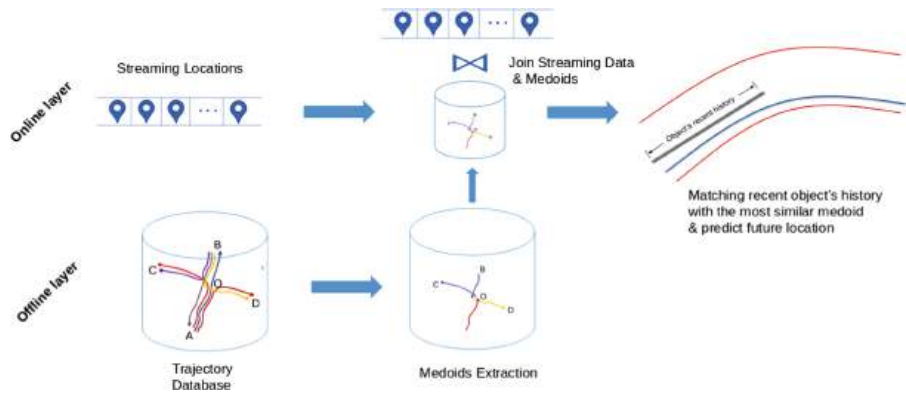 Online layer
Streaming Locations
...
...
Join Streaming Data
& Medoids
Object's recent history
Matching recent object's history
with the most similar medoid
& predict future location
Offline layer
B
C
O
D
A
Trajectory
Database
B
C
O
D
Medoids Extraction